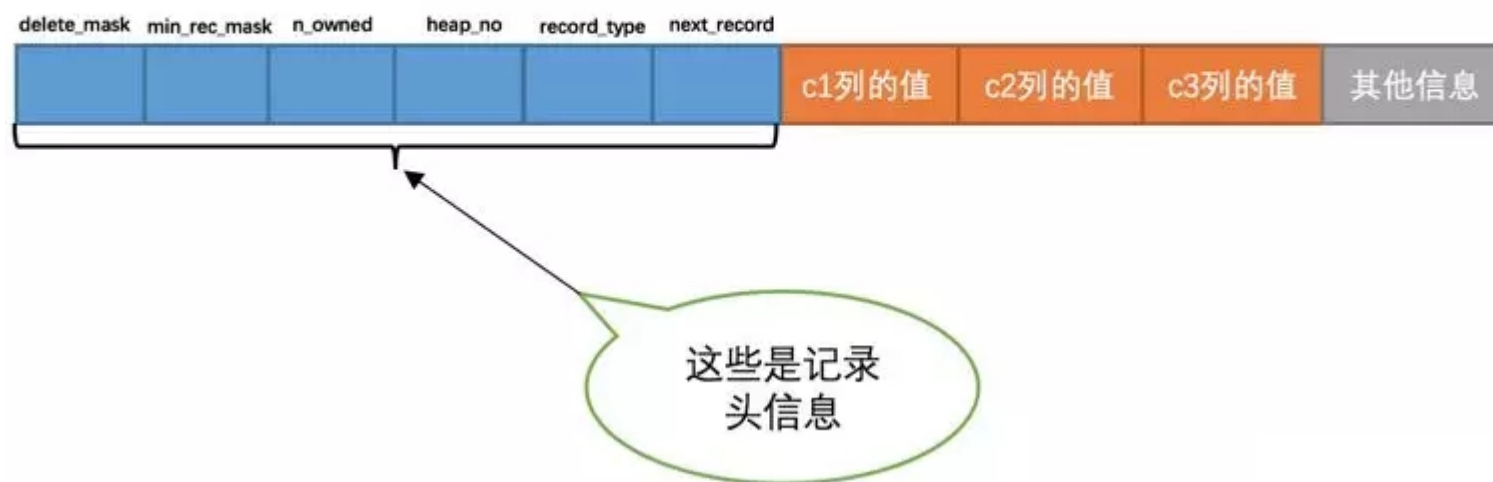 delete_mask min_rec_mask n_owned heap_no record_type next_record
c1列的值 c2列的值 c3列的值 其他信息
这些是记录
头信息